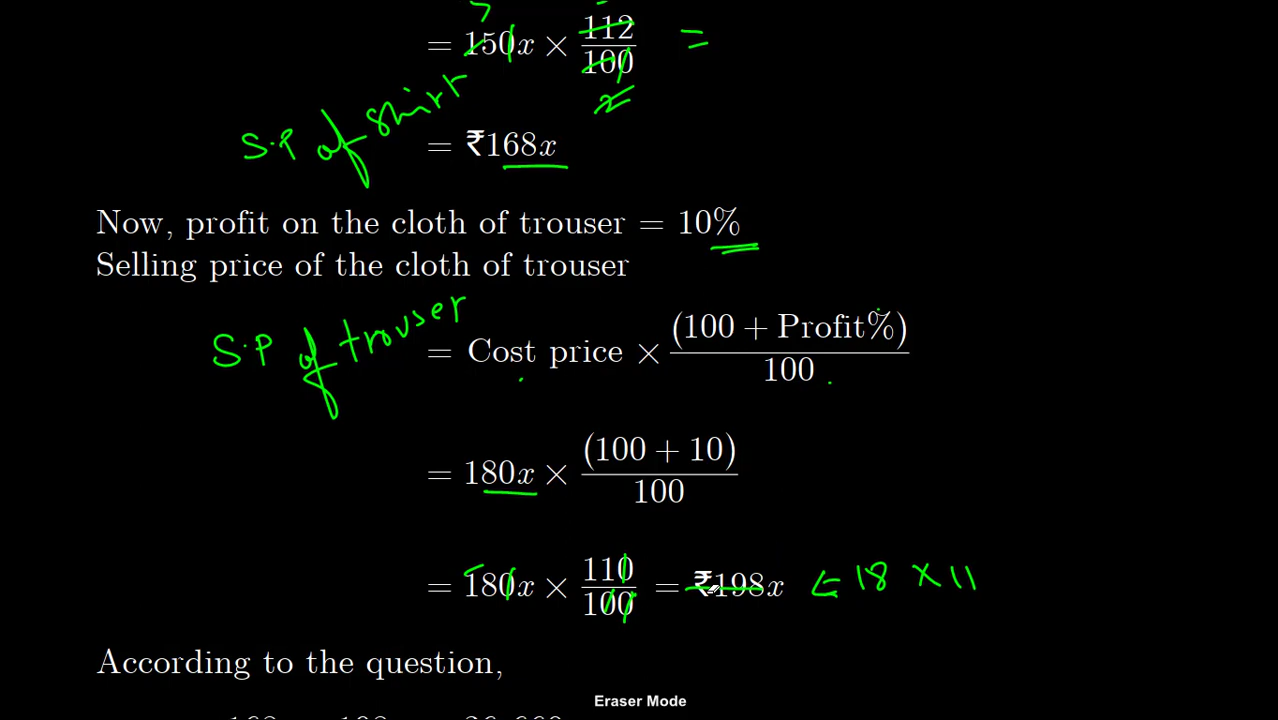 = 150x × 112/100 =
S.P of shirt = ₹168x
Now, profit on the cloth of trouser = 10%
Selling price of the cloth of trouser
S.P of trouser = Cost price × (100 + Profit%)/100
= 180x × (100 + 10)/100
= 180x × 110/100 = ₹198x ← 18 × 11
According to the question,
Eraser Mode